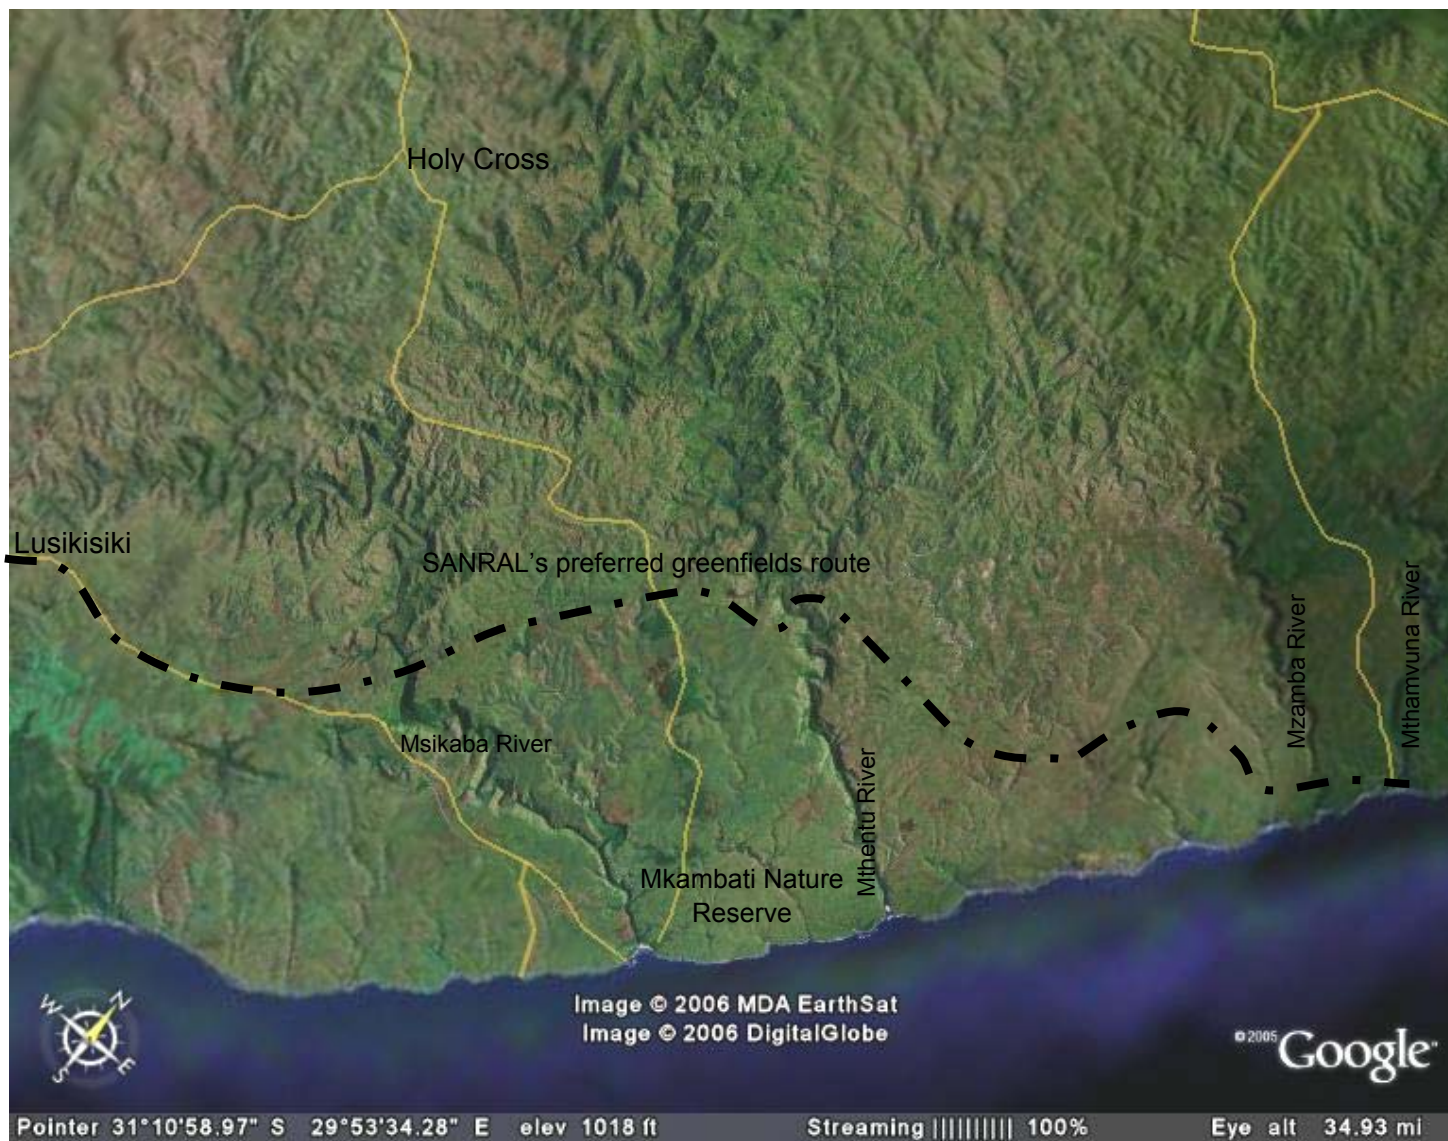 Holy Cross
Lusikisiki
SANRAL's preferred greenfields route
Mzamba River
Mthamvuna River
Msikaba River
Mthentu River
Mkambati Nature
Reserve
W N
S E
Image © 2006 MDA EarthSat
Image © 2006 DigitalGlobe
©2005 Google™
Pointer 31°10'58.97" S 29°53'34.28" E elev 1018 ft Streaming |||||||||| 100% Eye alt 34.93 mi